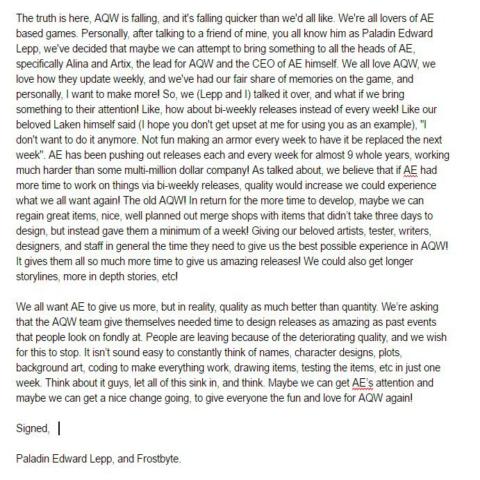 The truth is here, AQW is falling, and it's falling quicker than we'd all like. We're all lovers of AE
based games. Personally, after talking to a friend of mine, you all know him as Paladin Edward
Lepp, we've decided that maybe we can attempt to bring something to all the heads of AE,
specifically Alina and Artix, the lead for AQW and the CEO of AE himself. We all love AQW, we
love how they update weekly, and we've had our fair share of memories on the game, and
personally, I want to make more! So, we (Lepp and I) talked it over, and what if we bring
something to their attention! Like, how about bi-weekly releases instead of every week! Like our
beloved Laken himself said (I hope you don't get upset at me for using you as an example), "I
don't want to do it anymore. Not fun making an armor every week to have it be replaced the next
week". AE has been pushing out releases each and every week for almost 9 whole years, working
much harder than some multi-million dollar company! As talked about, we believe that if AE had
more time to work on things via bi-weekly releases, quality would increase we could experience
what we all want again! The old AQW! In return for the more time to develop, maybe we can
regain great items, nice, well planned out merge shops with items that didn't take three days to
design, but instead gave them a minimum of a week! Giving our beloved artists, tester, writers,
designers, and staff in general the time they need to give us the best possible experience in AQW!
It gives them all so much more time to give us amazing releases! We could also get longer
storylines, more in depth stories, etc!
We all want AE to give us more, but in reality, quality as much better than quantity. We're asking
that the AQW team give themselves needed time to design releases as amazing as past events
that people look on fondly at. People are leaving because of the deteriorating quality, and we wish
for this to stop. It isn't sound easy to constantly think of names, character designs, plots,
background art, coding to make everything work, drawing items, testing the items, etc in just one
week. Think about it guys, let all of this sink in, and think. Maybe we can get AE's attention and
maybe we can get a nice change going, to give everyone the fun and love for AQW again!
Signed,
Paladin Edward Lepp, and Frostbyte.